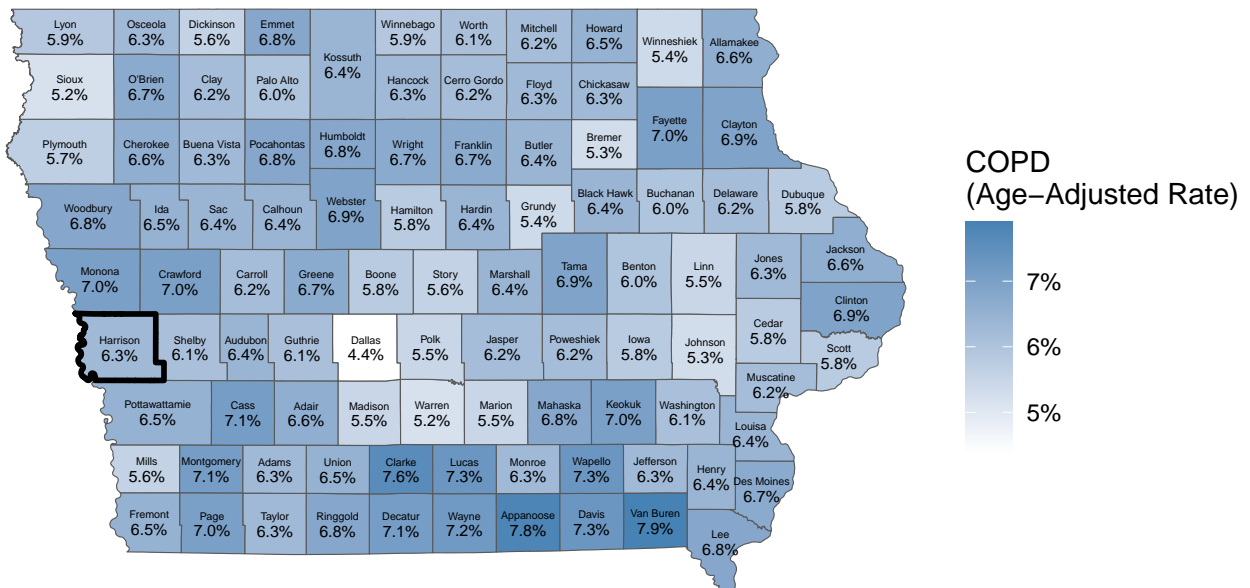 Lyon
5.9%
Osceola
6.3%
Dickinson
5.6%
Emmet
6.8%
Kossuth
6.4%
Winnebago
5.9%
Worth
6.1%
Mitchell
6.2%
Howard
6.5%
Winneshiek
5.4%
Allamakee
6.6%
Sioux
5.2%
O'Brien
6.7%
Clay
6.2%
Palo Alto
6.0%
Hancock
6.3%
Cerro Gordo
6.2%
Floyd
6.3%
Chickasaw
6.3%
Fayette
7.0%
Clayton
6.9%
Plymouth
5.7%
Cherokee
6.6%
Buena Vista
6.3%
Pocahontas
6.8%
Humboldt
6.8%
Wright
6.7%
Franklin
6.7%
Butler
6.4%
Bremer
5.3%
Woodbury
6.8%
Ida
6.5%
Sac
6.4%
Calhoun
6.4%
Webster
6.9%
Hamilton
5.8%
Hardin
6.4%
Grundy
5.4%
Black Hawk
6.4%
Buchanan
6.0%
Delaware
6.2%
Dubuque
5.8%
Monona
7.0%
Crawford
7.0%
Carroll
6.2%
Greene
6.7%
Boone
5.8%
Story
5.6%
Marshall
6.4%
Tama
6.9%
Benton
6.0%
Linn
5.5%
Jones
6.3%
Jackson
6.6%
Clinton
6.9%
Harrison
6.3%
Shelby
6.1%
Audubon
6.4%
Guthrie
6.1%
Dallas
4.4%
Polk
5.5%
Jasper
6.2%
Poweshiek
6.2%
Iowa
5.8%
Johnson
5.3%
Cedar
5.8%
Scott
5.8%
Muscatine
6.2%
Pottawattamie
6.5%
Cass
7.1%
Adair
6.6%
Madison
5.5%
Warren
5.2%
Marion
5.5%
Mahaska
6.8%
Keokuk
7.0%
Washington
6.1%
Louisa
6.4%
Mills
5.6%
Montgomery
7.1%
Adams
6.3%
Union
6.5%
Clarke
7.6%
Lucas
7.3%
Monroe
6.3%
Wapello
7.3%
Jefferson
6.3%
Henry
6.4%
Des Moines
6.7%
Fremont
6.5%
Page
7.0%
Taylor
6.3%
Ringgold
6.8%
Decatur
7.1%
Wayne
7.2%
Appanoose
7.8%
Davis
7.3%
Van Buren
7.9%
Lee
6.8%
COPD
(Age−Adjusted Rate)
7%
6%
5%